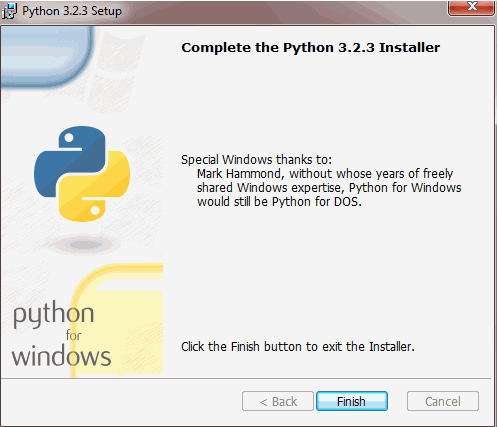 Python 3.2.3 Setup
Complete the Python 3.2.3 Installer
Special Windows thanks to:
Mark Hammond, without whose years of freely
shared Windows expertise, Python for Windows
would still be Python for DOS.
python
for
windows
Click the Finish button to exit the Installer.
< Back
Finish
Cancel